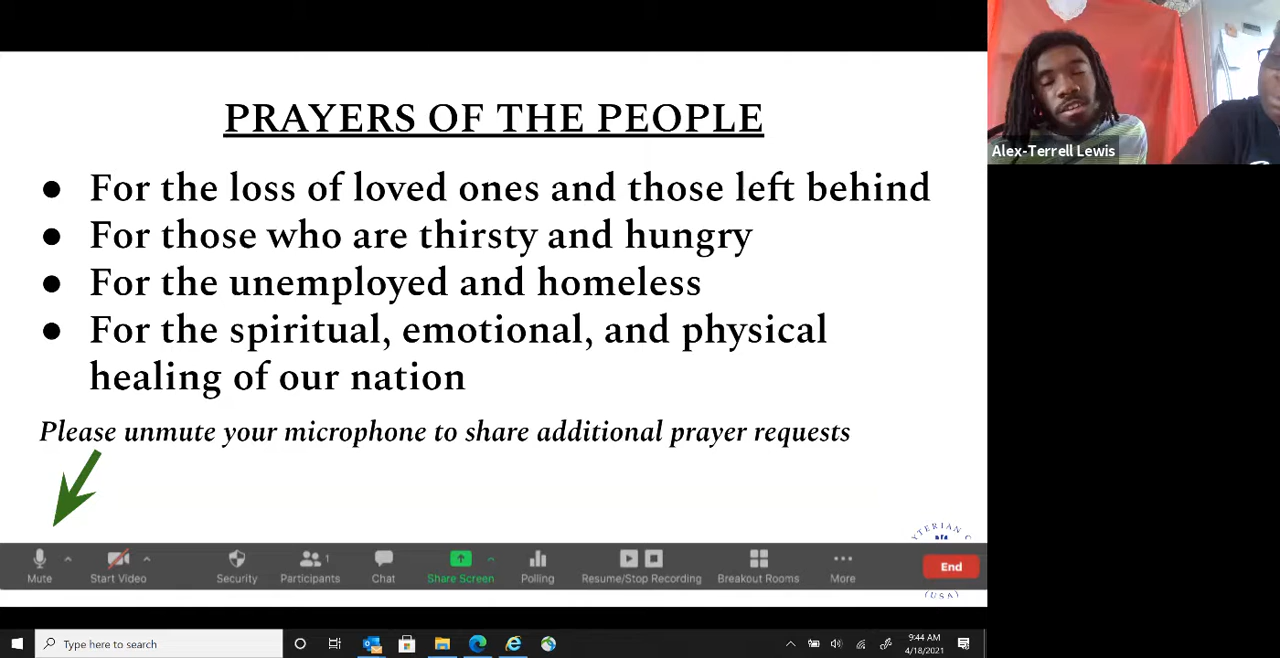 PRAYERS OF THE PEOPLE
● For the loss of loved ones and those left behind
● For those who are thirsty and hungry
● For the unemployed and homeless
● For the spiritual, emotional, and physical
healing of our nation
Please unmute your microphone to share additional prayer requests
Alex-Terrell Lewis
YTERIAN C
Mute
Start Video
Security
1
Participants
Chat
Share Screen
Polling
Resume/Stop Recording
Breakout Rooms
More
End
(USA)
Type here to search
9:44 AM
4/18/2021